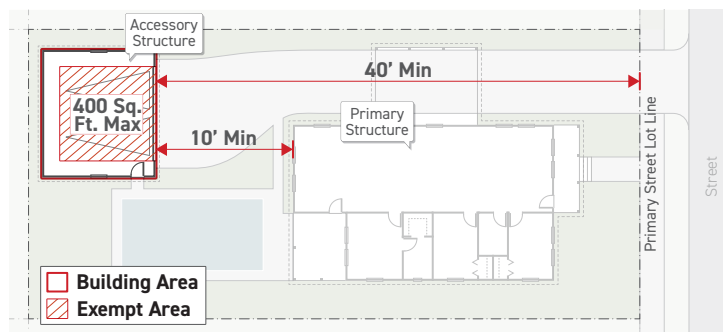 Accessory
Structure
40’ Min
400 Sq.
Ft. Max
Primary
Structure
10’ Min
Primary Street Lot Line
Street
Building Area
Exempt Area